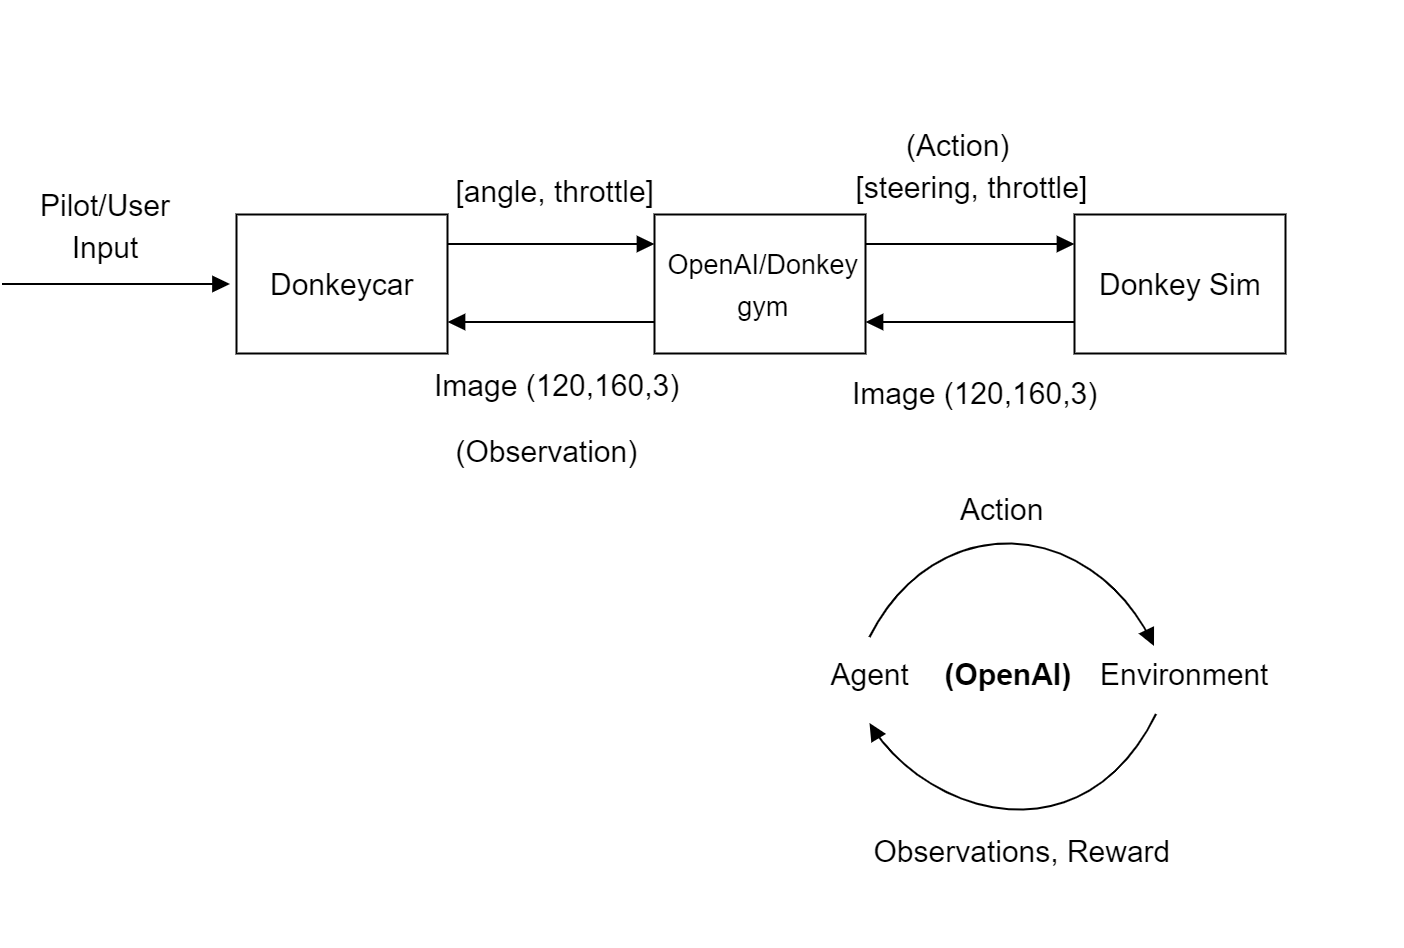 (Action)
Pilot/User
Input
[angle, throttle]
[steering, throttle]
Donkeycar
OpenAI/Donkey
gym
Donkey Sim
Image (120,160,3)
Image (120,160,3)
(Observation)
Action
Agent (OpenAI) Environment
Observations, Reward